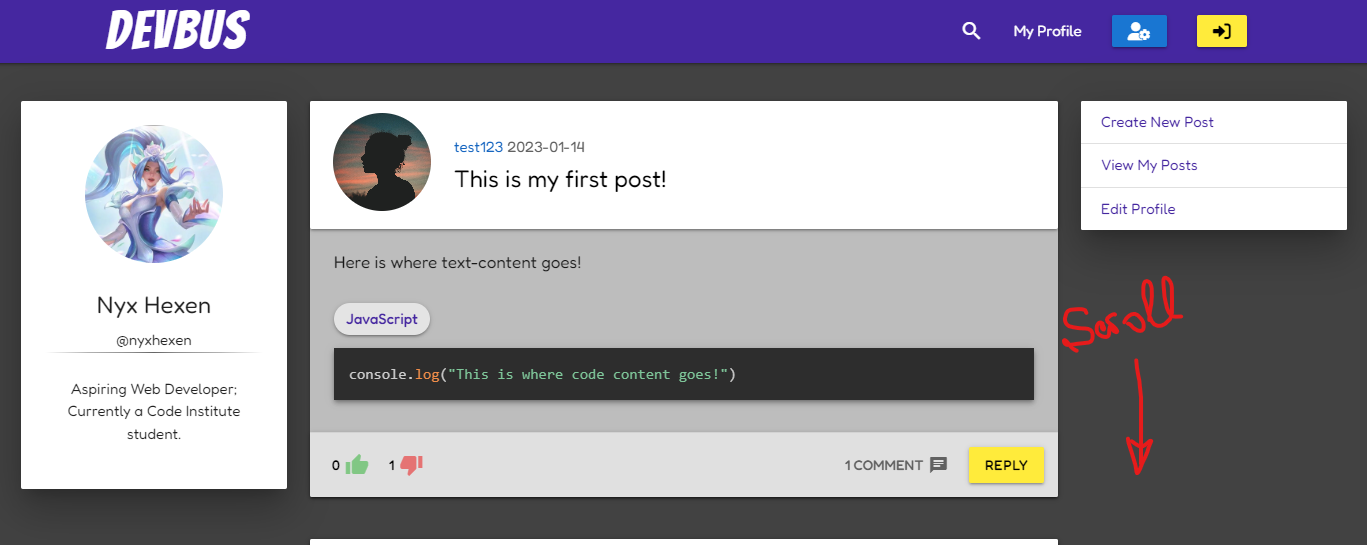 DEVBUS
My Profile
Nyx Hexen
@nyxhexen
Aspiring Web Developer;
Currently a Code Institute
student.
test123 2023-01-14
This is my first post!
Here is where text-content goes!
JavaScript
console.log("This is where code content goes!")
0
1
1 COMMENT
REPLY
Create New Post
View My Posts
Edit Profile
Scroll